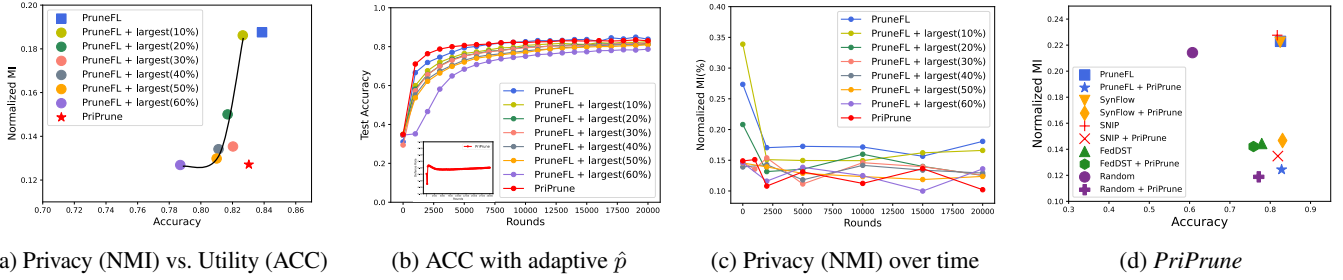 Normalized MI
0.20
0.18
0.16
0.14
0.12
PruneFL
PruneFL + largest(10%)
PruneFL + largest(20%)
PruneFL + largest(30%)
PruneFL + largest(40%)
PruneFL + largest(50%)
PruneFL + largest(60%)
PriPrune
0.70 0.72 0.74 0.76 0.78 0.80 0.82 0.84 0.86
Accuracy
a) Privacy (NMI) vs. Utility (ACC)
Test Accuracy
1.0
0.8
0.6
0.4
0.2
0.0
PruneFL
PruneFL + largest(10%)
PruneFL + largest(20%)
PruneFL + largest(30%)
PruneFL + largest(40%)
PruneFL + largest(50%)
PruneFL + largest(60%)
PriPrune
PriPrune
Rounds
0 2500 5000 7500 10000 12500 15000 17500 20000
Rounds
(b) ACC with adaptive p̂
Normalized MI(%)
0.40
0.35
0.30
0.25
0.20
0.15
0.10
PruneFL
PruneFL + largest(10%)
PruneFL + largest(20%)
PruneFL + largest(30%)
PruneFL + largest(40%)
PruneFL + largest(50%)
PruneFL + largest(60%)
PriPrune
0 2500 5000 7500 10000 12500 15000 17500 20000
Rounds
(c) Privacy (NMI) over time
Normalized MI
0.24
0.22
0.20
0.18
0.16
0.14
0.12
0.10
PruneFL
PruneFL + PriPrune
SynFlow
SynFlow + PriPrune
SNIP
SNIP + PriPrune
FedDST
FedDST + PriPrune
Random
Random + PriPrune
0.3 0.4 0.5 0.6 0.7 0.8 0.9
Accuracy
(d) PriPrune